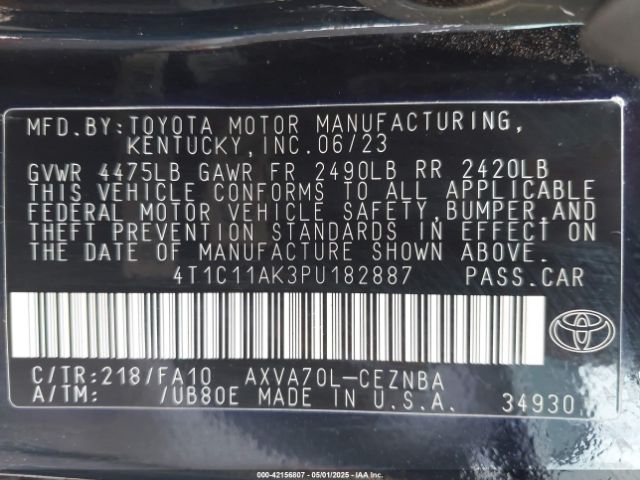 MFD.BY:TOYOTA MOTOR MANUFACTURING,
KENTUCKY,INC.06/23
GVWR 4475LB GAWR FR 2490LB RR 2420LB
THIS VEHICLE CONFORMS TO ALL APPLICABLE
FEDERAL MOTOR VEHICLE SAFETY,BUMPER,AND
THEFT PREVENTION STANDARDS IN EFFECT ON
THE DATE OF MANUFACTURE SHOWN ABOVE.
4T1C11AK3PU182887 PASS.CAR
C/TR:218/FA10 AXVA70L-CEZNBA
A/TM: /UB80E MADE IN U.S.A. 34930
000-42156807 - 05/01/2025 - IAAI.COM